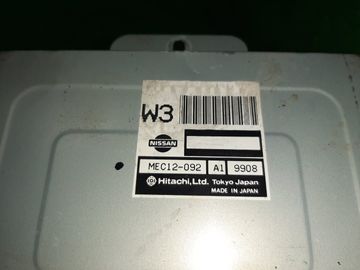 W3
NISSAN
MEC12-092 A1 9908
Hitachi, Ltd. Tokyo Japan
MADE IN JAPAN